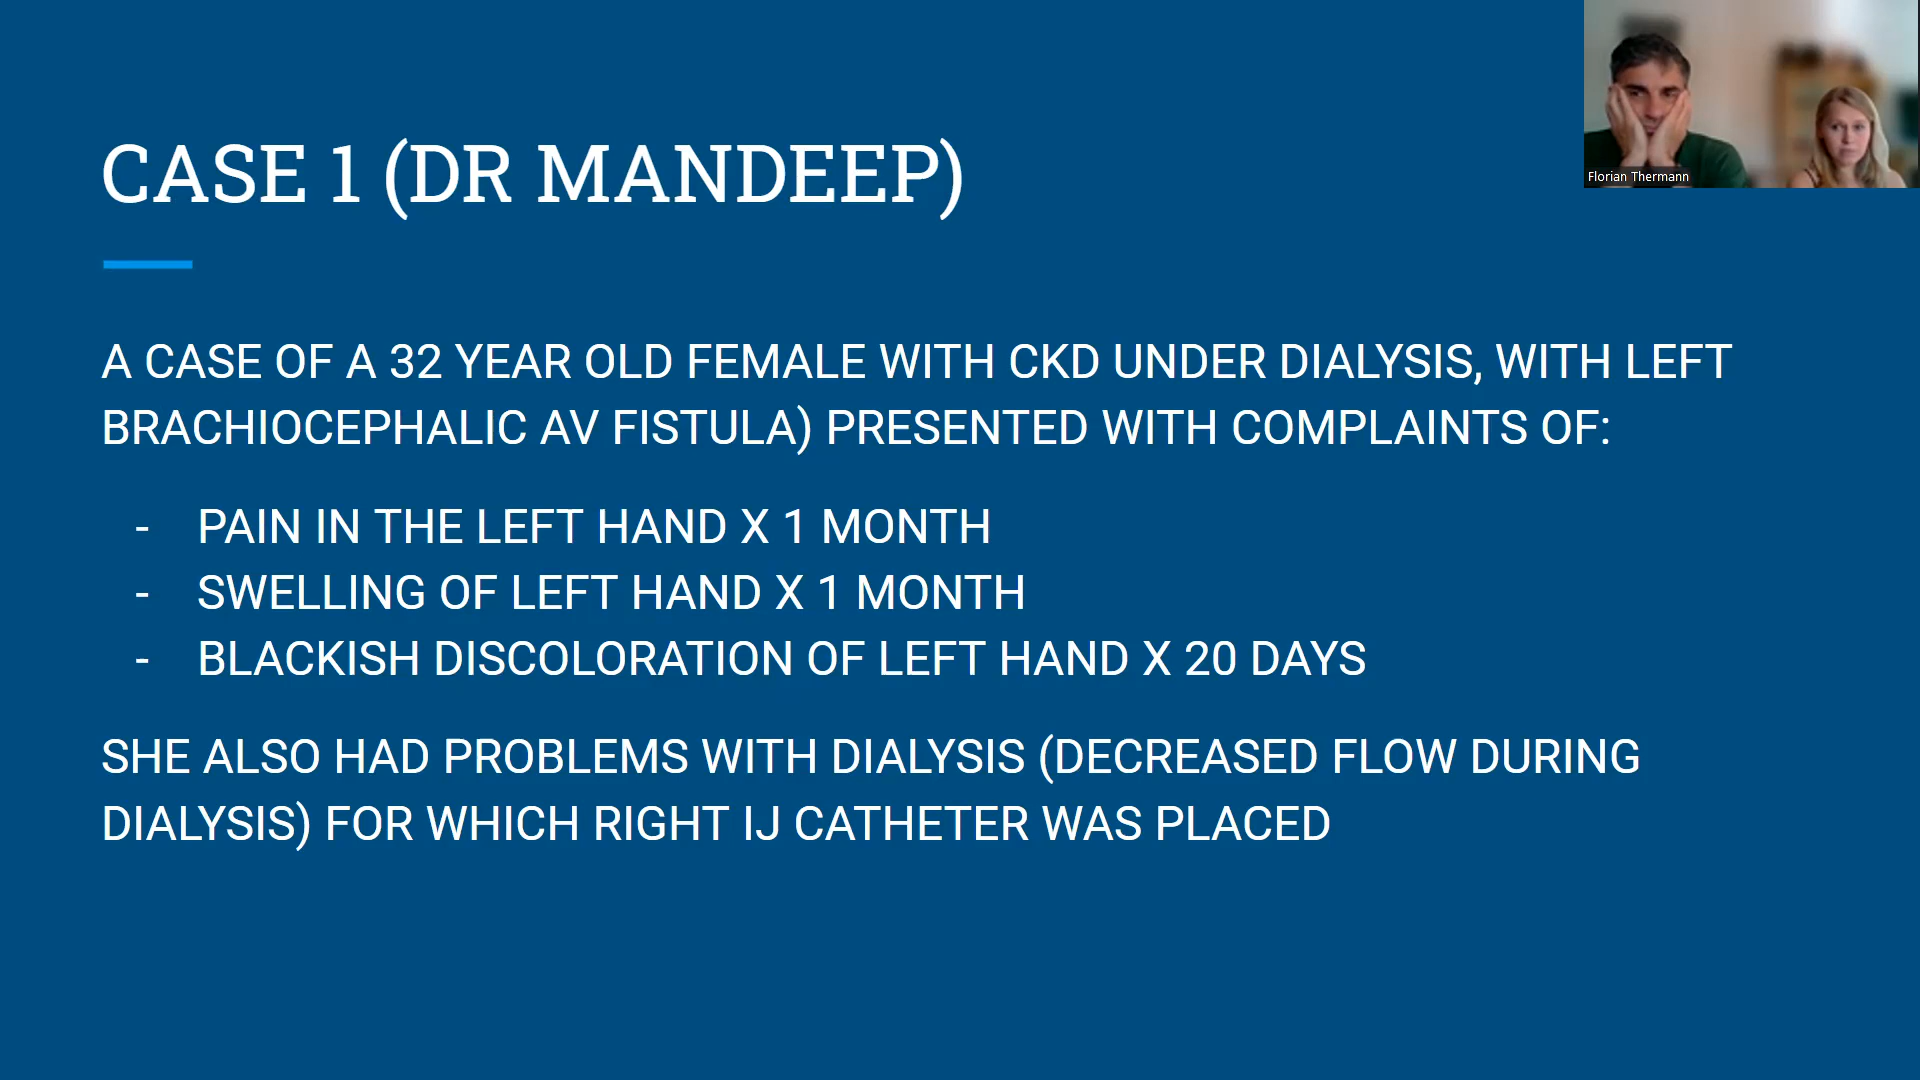 CASE 1 (DR MANDEEP)
Florian Thermann
A CASE OF A 32 YEAR OLD FEMALE WITH CKD UNDER DIALYSIS, WITH LEFT
BRACHIOCEPHALIC AV FISTULA) PRESENTED WITH COMPLAINTS OF:
- PAIN IN THE LEFT HAND X 1 MONTH
- SWELLING OF LEFT HAND X 1 MONTH
- BLACKISH DISCOLORATION OF LEFT HAND X 20 DAYS
SHE ALSO HAD PROBLEMS WITH DIALYSIS (DECREASED FLOW DURING
DIALYSIS) FOR WHICH RIGHT IJ CATHETER WAS PLACED